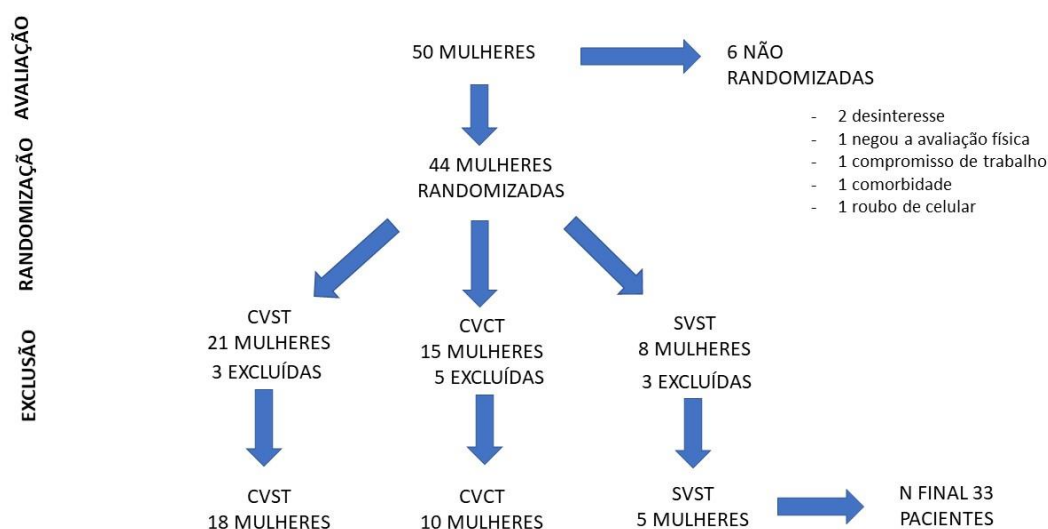 AVALIAÇÃO
50 MULHERES
6 NÃO
RANDOMIZADAS
- 2 desinteresse
- 1 negou a avaliação física
- 1 compromisso de trabalho
- 1 comorbidade
- 1 roubo de celular
RANDOMIZAÇÃO
44 MULHERES
RANDOMIZADAS
EXCLUSÃO
CVST
21 MULHERES
3 EXCLUÍDAS
CVCT
15 MULHERES
5 EXCLUÍDAS
SVST
8 MULHERES
3 EXCLUÍDAS
CVST
18 MULHERES
CVCT
10 MULHERES
SVST
5 MULHERES
N FINAL 33
PACIENTES